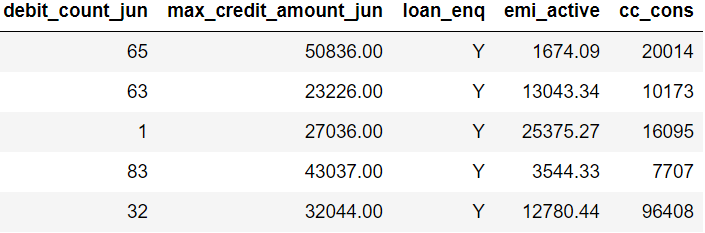 debit_count_jun max_credit_amount_jun loan_enq emi_active cc_cons
65 50836.00 Y 1674.09 20014
63 23226.00 Y 13043.34 10173
1 27036.00 Y 25375.27 16095
83 43037.00 Y 3544.33 7707
32 32044.00 Y 12780.44 96408